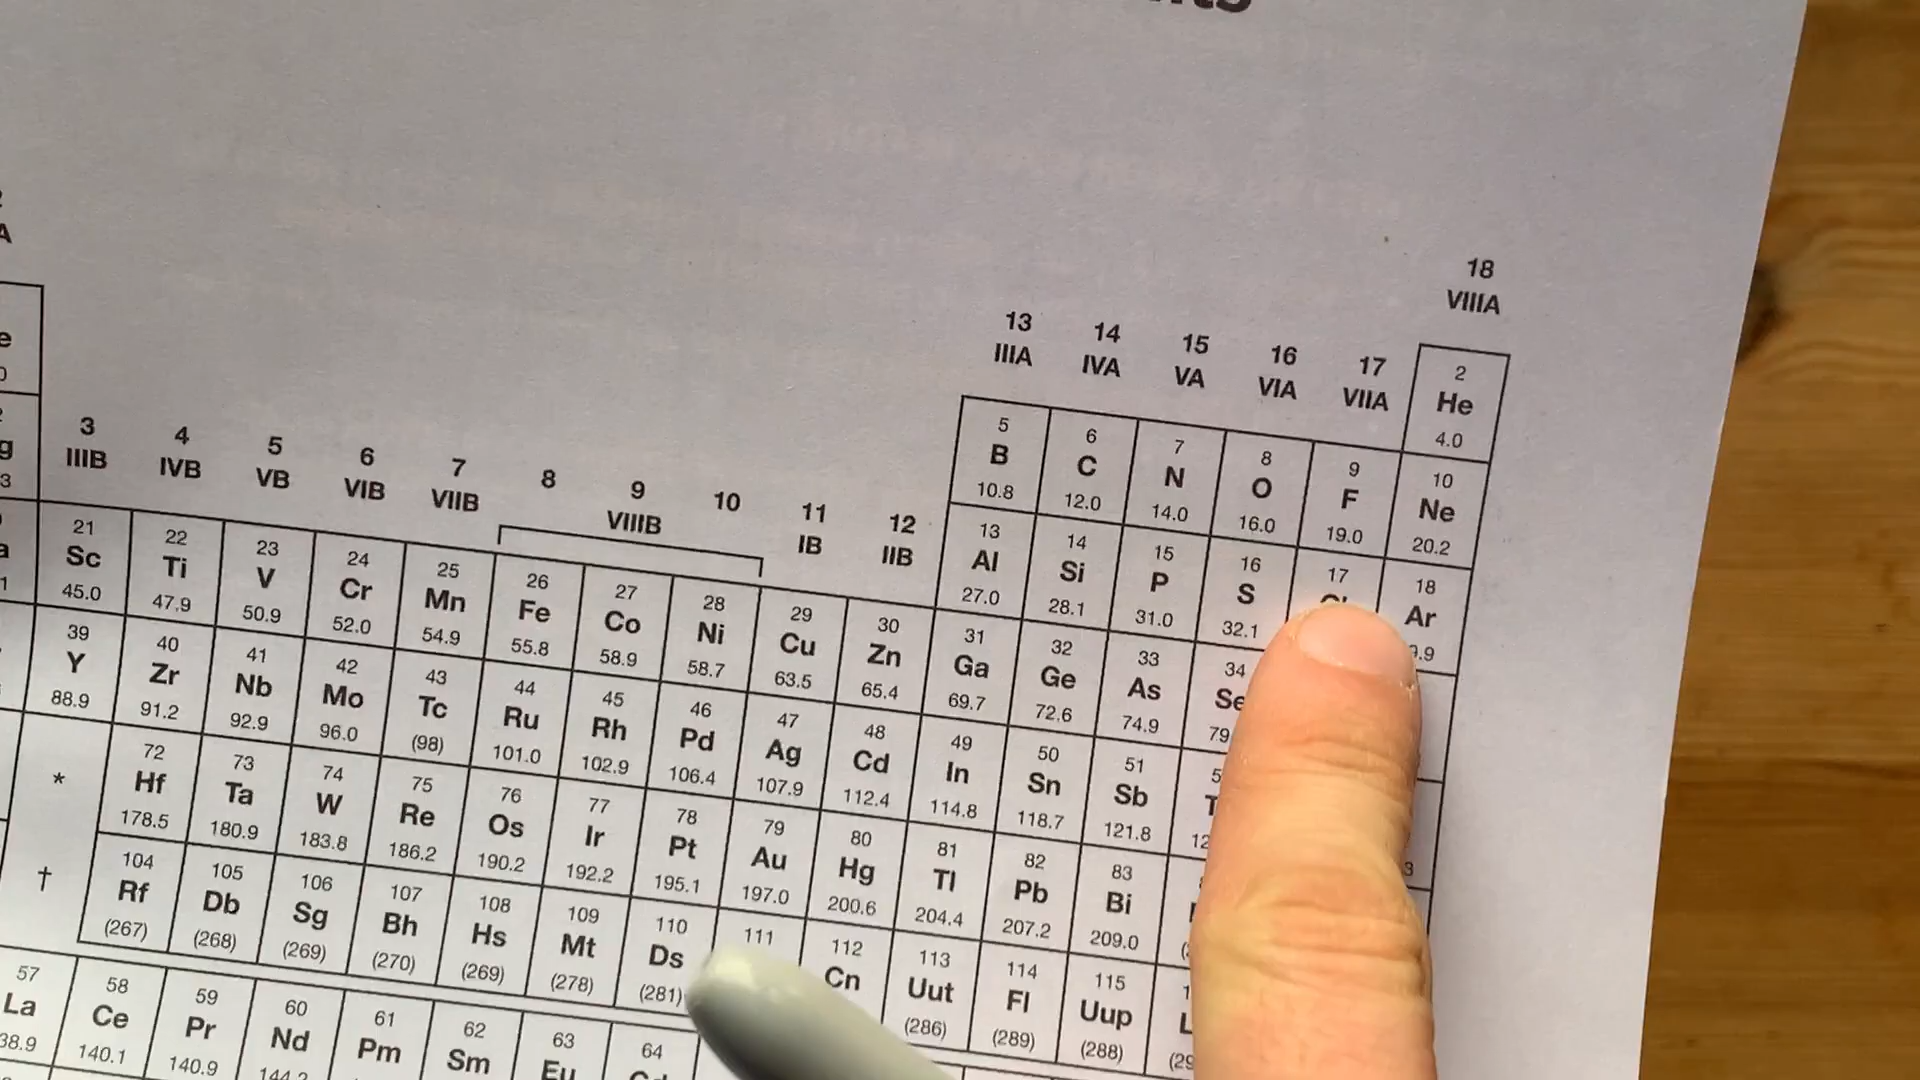 18
VIIIA
13 14 15 16 17
IIIA IVA VA VIA VIIA
2
He
4.0
3 4 5 6 7 8 9 10 11 12
IIIB IVB VB VIB VIIB VIIIB IB IIB
5 6 7 8 9 10
B C N O F Ne
10.8 12.0 14.0 16.0 19.0 20.2
13 14 15 16 17 18
Al Si P S Ar
27.0 28.1 31.0 32.1
21 22 23 24 25 26 27 28 29 30 31 32 33 34
Sc Ti V Cr Mn Fe Co Ni Cu Zn Ga Ge As Se
45.0 47.9 50.9 52.0 54.9 55.8 58.9 58.7 63.5 65.4 69.7 72.6 74.9
39 40 41 42 43 44 45 46 47 48 49 50 51
Y Zr Nb Mo Tc Ru Rh Pd Ag Cd In Sn Sb
88.9 91.2 92.9 96.0 (98) 101.0 102.9 106.4 107.9 112.4 114.8 118.7 121.8
72 73 74 75 76 77 78 79 80 81 82 83
* Hf Ta W Re Os Ir Pt Au Hg Tl Pb Bi
178.5 180.9 183.8 186.2 190.2 192.2 195.1 197.0 200.6 204.4 207.2 209.0
104 105 106 107 108 109 110 111 112 113 114 115
† Rf Db Sg Bh Hs Mt Ds Cn Uut Fl Uup
(267) (268) (269) (270) (269) (278) (281) (286) (289) (288)
57 58 59 60 61 62 63 64
La Ce Pr Nd Pm Sm Eu
140.1 140.9